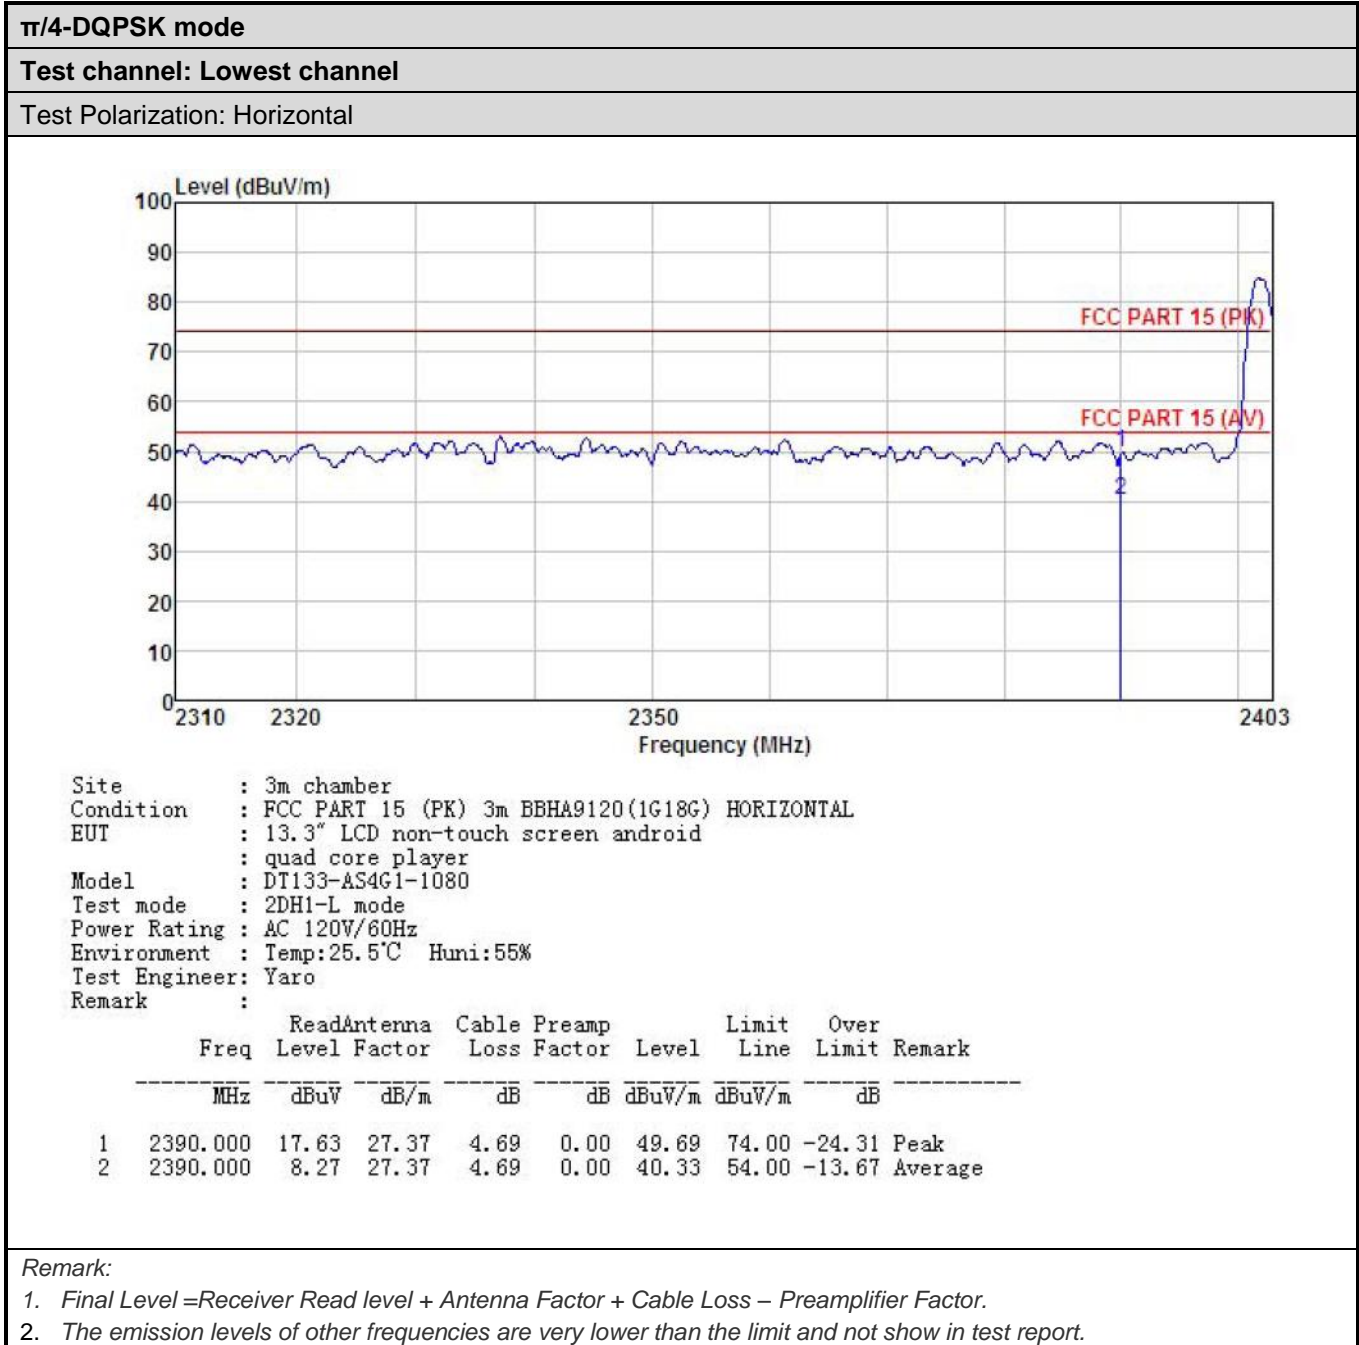 π/4-DQPSK mode
Test channel: Lowest channel
Test Polarization: Horizontal
Level (dBuV/m)
100
90
80
FCC PART 15 (PK)
70
60
FCC PART 15 (AV)
50
1
2
40
30
20
10
0
2310 2320 2350 2403
Frequency (MHz)
Site : 3m chamber
Condition : FCC PART 15 (PK) 3m BBHA9120(1G18G) HORIZONTAL
EUT : 13.3″ LCD non-touch screen android
: quad core player
Model : DT133-AS4G1-1080
Test mode : 2DH1-L mode
Power Rating : AC 120V/60Hz
Environment : Temp:25.5℃ Huni:55%
Test Engineer: Yaro
Remark :
ReadAntenna Cable Preamp Limit Over
Freq Level Factor Loss Factor Level Line Limit Remark
MHz dBuV dB/m dB dB dBuV/m dBuV/m dB
1 2390.000 17.63 27.37 4.69 0.00 49.69 74.00 -24.31 Peak
2 2390.000 8.27 27.37 4.69 0.00 40.33 54.00 -13.67 Average
Remark:
1. Final Level =Receiver Read level + Antenna Factor + Cable Loss – Preamplifier Factor.
2. The emission levels of other frequencies are very lower than the limit and not show in test report.